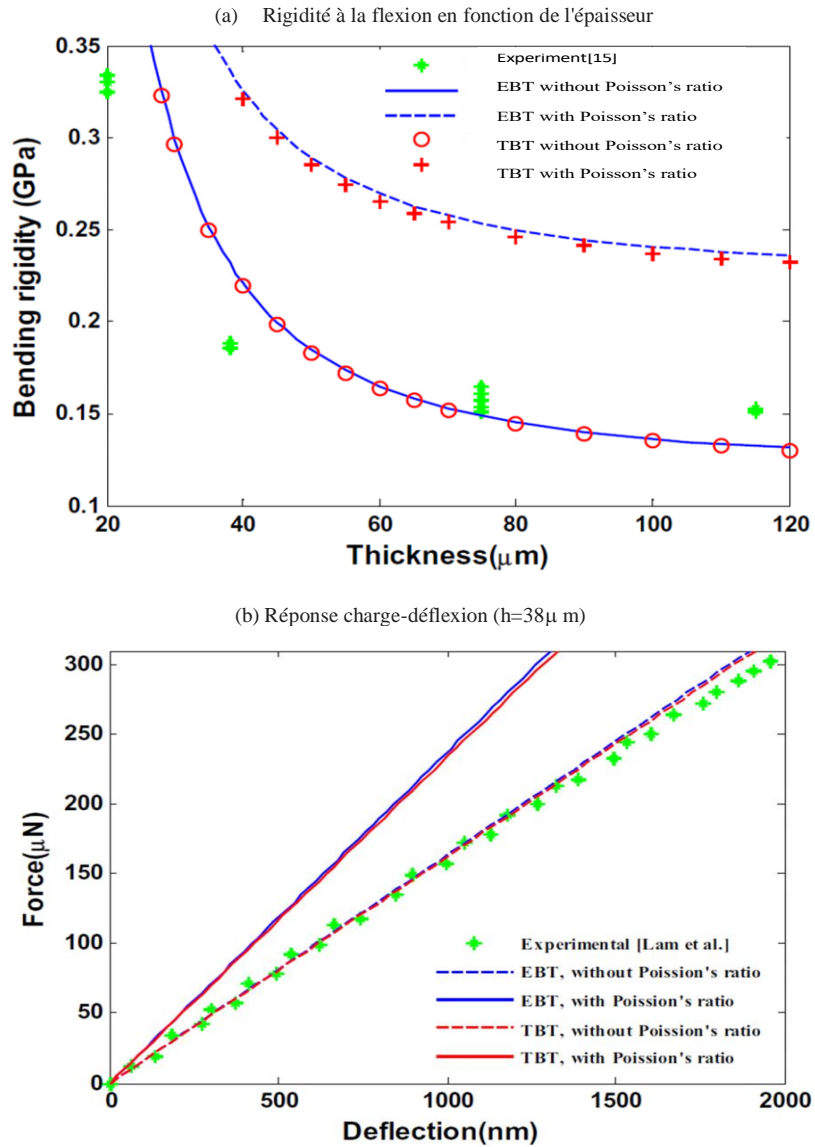 (a) Rigidité à la flexion en fonction de l'épaisseur
0.35
0.3
0.25
0.2
0.15
0.1
Bending rigidity (GPa)
Experiment[15]
EBT without Poisson's ratio
EBT with Poisson's ratio
TBT without Poisson's ratio
TBT with Poisson's ratio
20 40 60 80 100 120
Thickness(μm)
(b) Réponse charge-déflexion (h=38μ m)
300
250
200
150
100
50
0
Force(μN)
Experimental [Lam et al.]
EBT, without Poission's ratio
EBT, with Poission's ratio
TBT, without Poission's ratio
TBT, with Poission's ratio
0 500 1000 1500 2000
Deflection(nm)